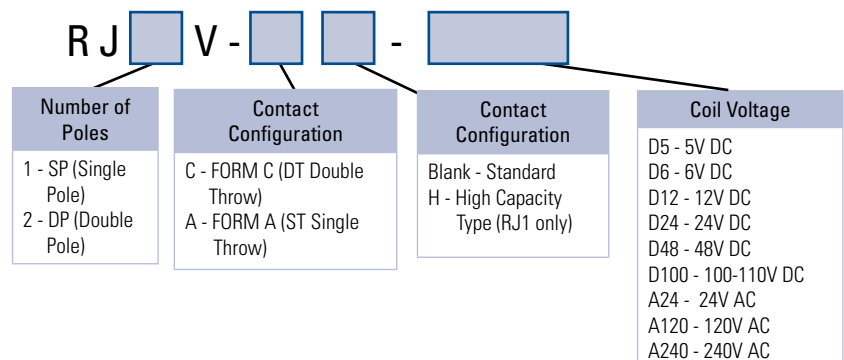 RJ V - -
Number of
Poles
1 - SP (Single
Pole)
2 - DP (Double
Pole)
Contact
Configuration
C - FORM C (DT Double
Throw)
A - FORM A (ST Single
Throw)
Contact
Configuration
Blank - Standard
H - High Capacity
Type (RJ1 only)
Coil Voltage
D5 - 5V DC
D6 - 6V DC
D12 - 12V DC
D24 - 24V DC
D48 - 48V DC
D100 - 100-110V DC
A24 - 24V AC
A120 - 120V AC
A240 - 240V AC